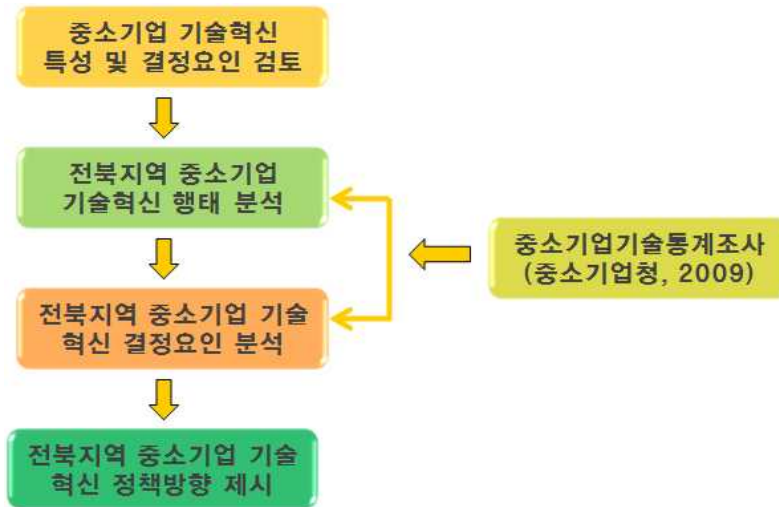 중소기업 기술혁신
특성 및 결정요인 검토
전북지역 중소기업
기술혁신 행태 분석
중소기업기술통계조사
(중소기업청, 2009)
전북지역 중소기업 기술
혁신 결정요인 분석
전북지역 중소기업 기술
혁신 정책방향 제시